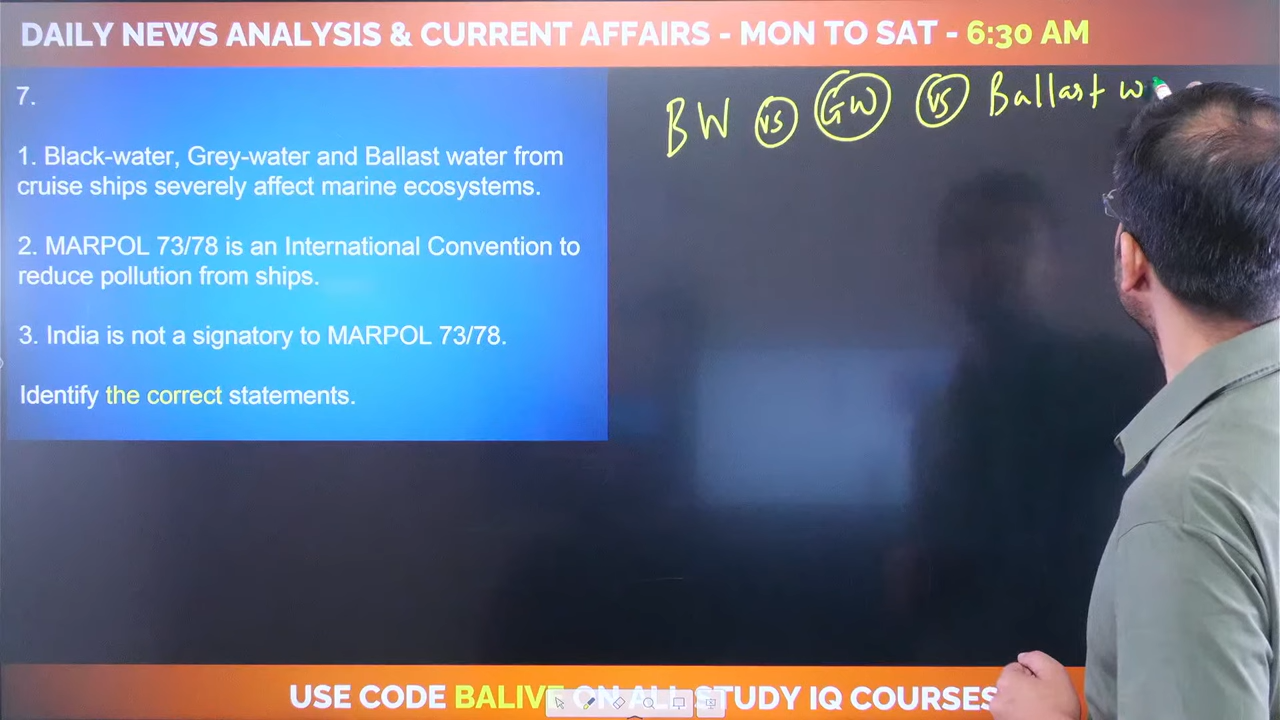 DAILY NEWS ANALYSIS & CURRENT AFFAIRS - MON TO SAT - 6:30 AM
7.
1. Black-water, Grey-water and Ballast water from
cruise ships severely affect marine ecosystems.
2. MARPOL 73/78 is an International Convention to
reduce pollution from ships.
3. India is not a signatory to MARPOL 73/78.
Identify the correct statements.
BW vs GW vs Ballast w
USE CODE BALIVE ON ALL STUDY IQ COURSES